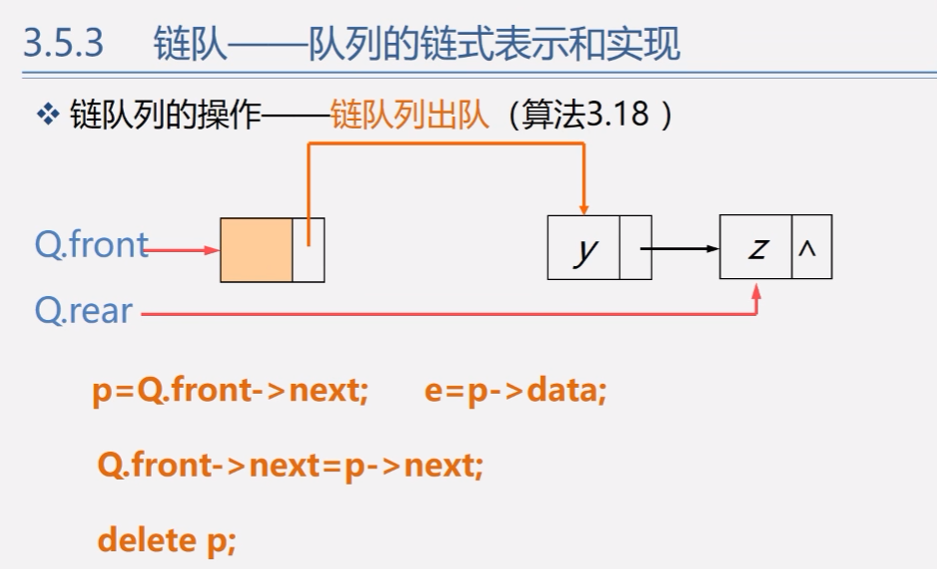 3.5.3 链队——队列的链式表示和实现
❖ 链队列的操作——链队列出队（算法3.18 ）
Q.front
y
z ∧
Q.rear
p=Q.front->next; e=p->data;
Q.front->next=p->next;
delete p;